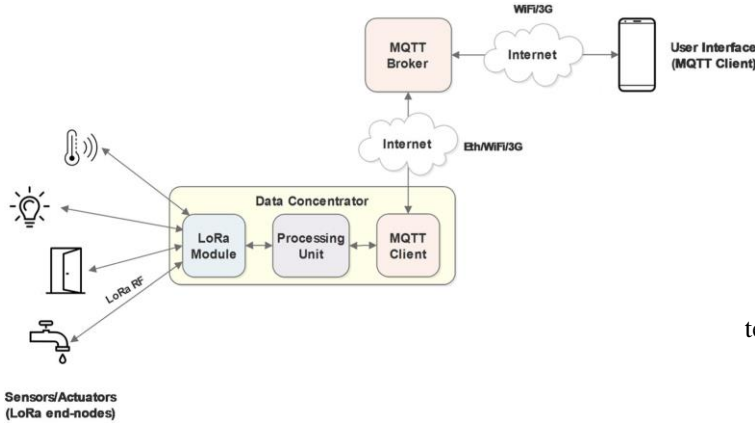 WiFi/3G
MQTT
Broker
Internet
User Interface
(MQTT Client)
Internet
Eth/WiFi/3G
Data Concentrator
LoRa
Module
Processing
Unit
MQTT
Client
LoRa RF
Sensors/Actuators
(LoRa end-nodes)